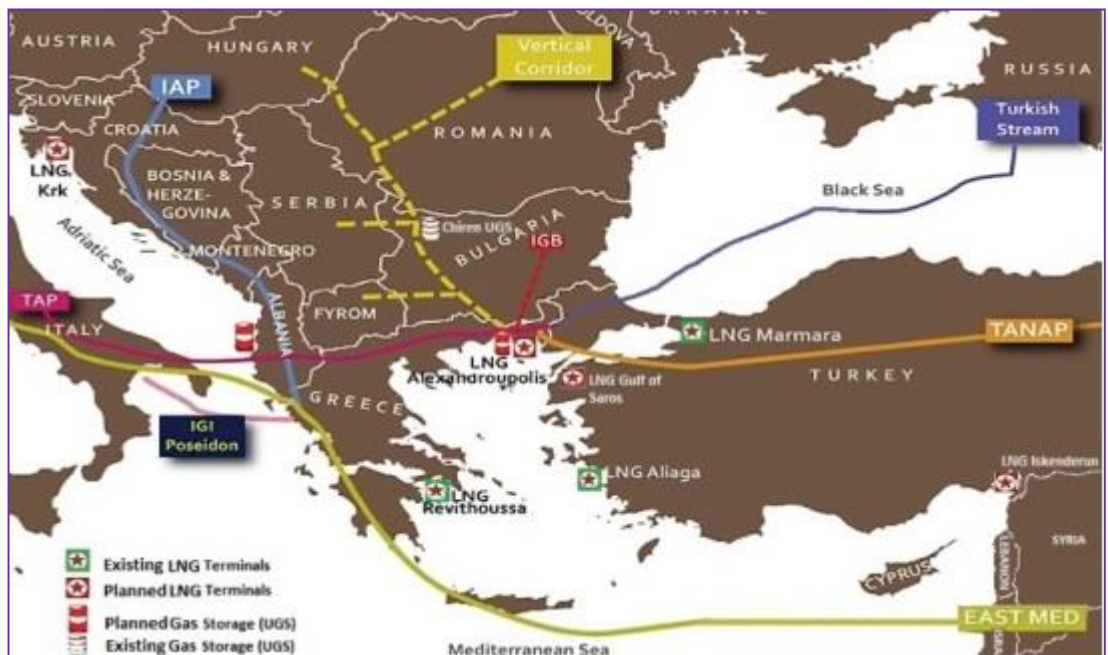 AUSTRIA
HUNGARY
MOLDOVA
UKRAINE
Vertical
Corridor
RUSSIA
SLOVENIA
IAP
CROATIA
ROMANIA
Turkish
Stream
LNG
Krk
BOSNIA &
HERZE-
GOVINA
SERBIA
Black Sea
Adriatic Sea
Chiren UGS
BULGARIA
IGB
MONTENEGRO
TAP
ITALY
ALBANIA
FYROM
LNG
Alexandroupolis
LNG Marmara
TANAP
LNG Gulf of
Saros
TURKEY
GREECE
IGI
Poseidon
LNG Aliaga
LNG Iskenderun
LNG
Revithoussa
SYRIA
LEBANON
CYPRUS
EAST MED
Existing LNG Terminals
Planned LNG Terminals
Planned Gas Storage (UGS)
Existing Gas Storage (UGS)
Mediterranean Sea